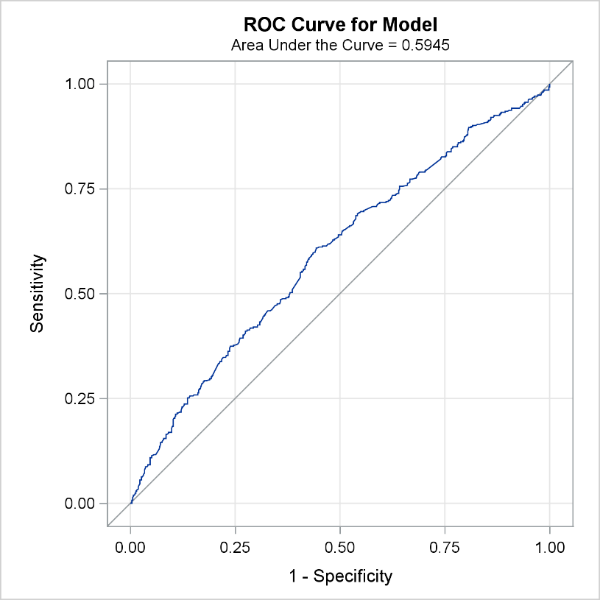 ROC Curve for Model
Area Under the Curve = 0.5945
1.00
0.75
0.50
0.25
0.00
Sensitivity
0.00 0.25 0.50 0.75 1.00
1 - Specificity